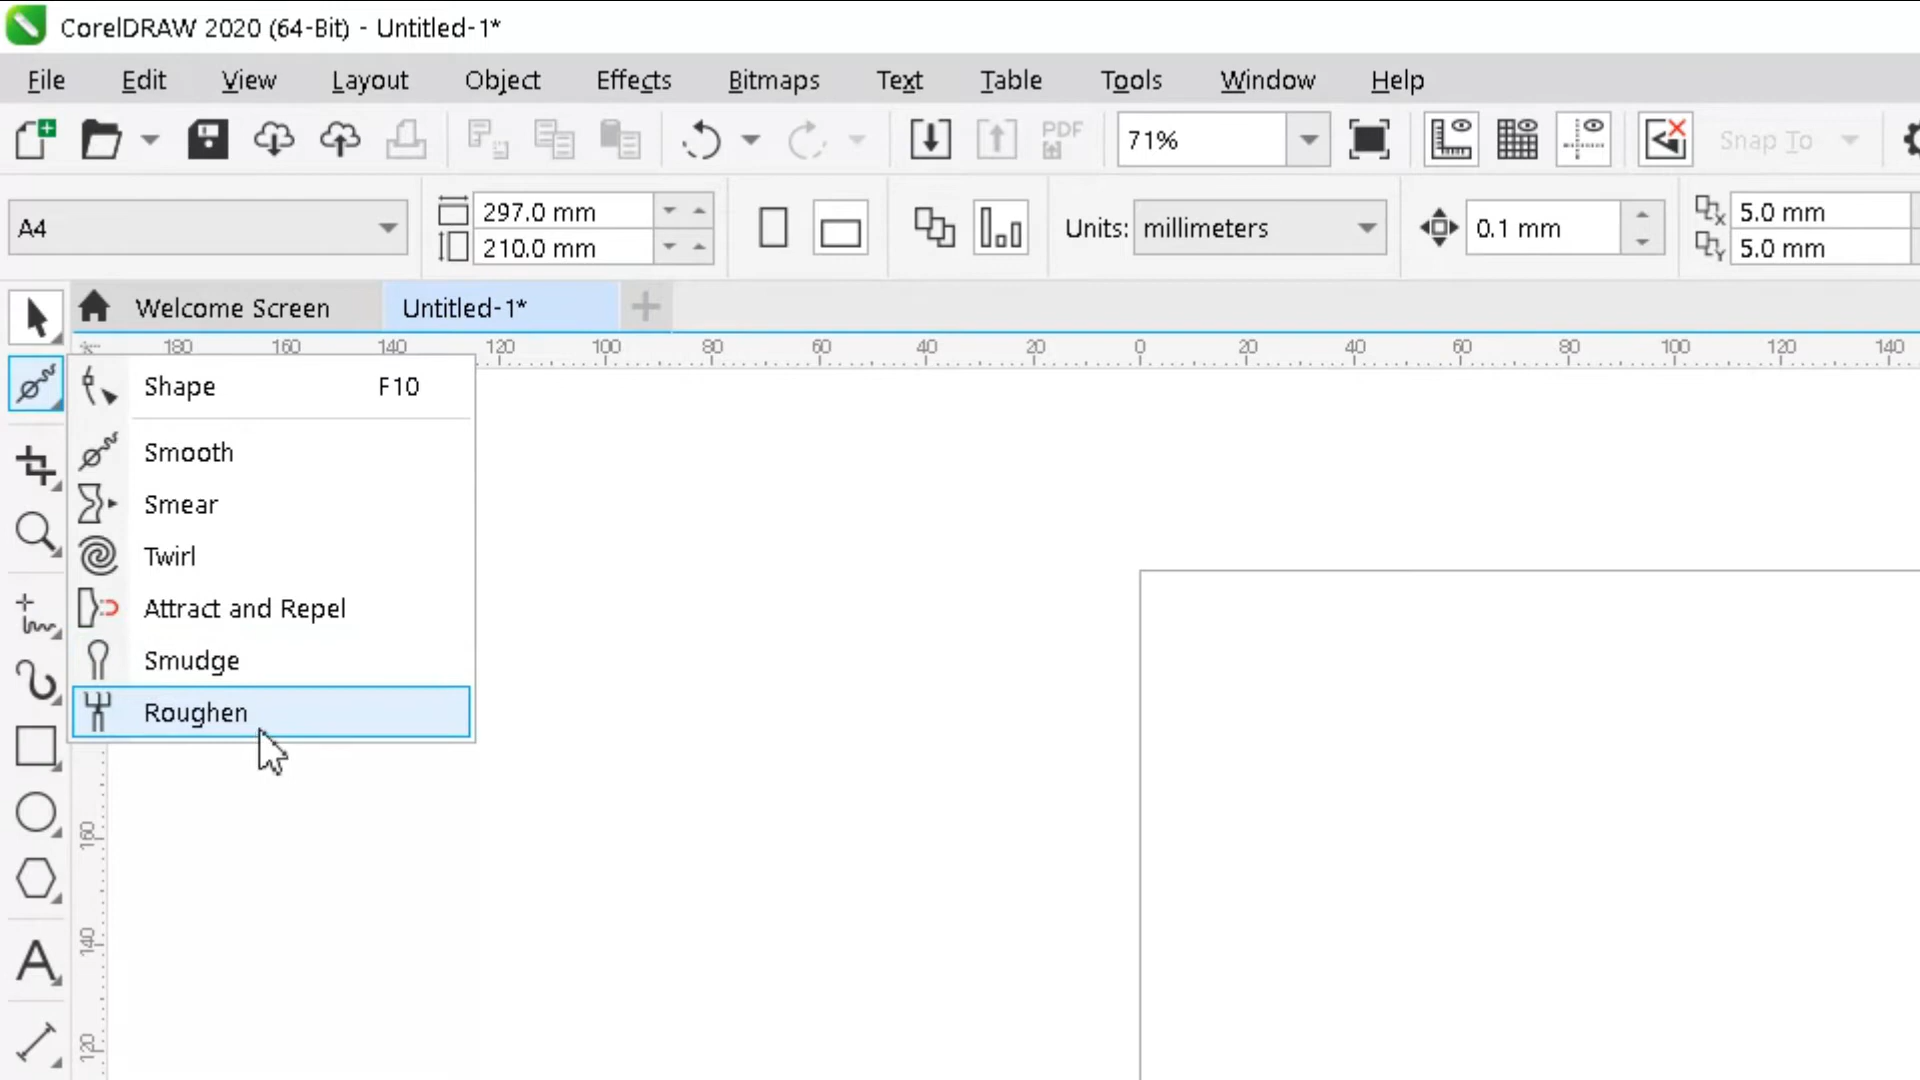 CorelDRAW 2020 (64-Bit) - Untitled-1*
File Edit View Layout Object Effects Bitmaps Text Table Tools Window Help
PDF 71% Snap To
A4 297.0 mm 210.0 mm Units: millimeters 0.1 mm 5.0 mm 5.0 mm
Welcome Screen Untitled-1*
180 160 140 120 100 80 60 40 20 0 20 40 60 80 100 120 140
Shape F10
Smooth
Smear
Twirl
Attract and Repel
Smudge
Roughen
160
140
120